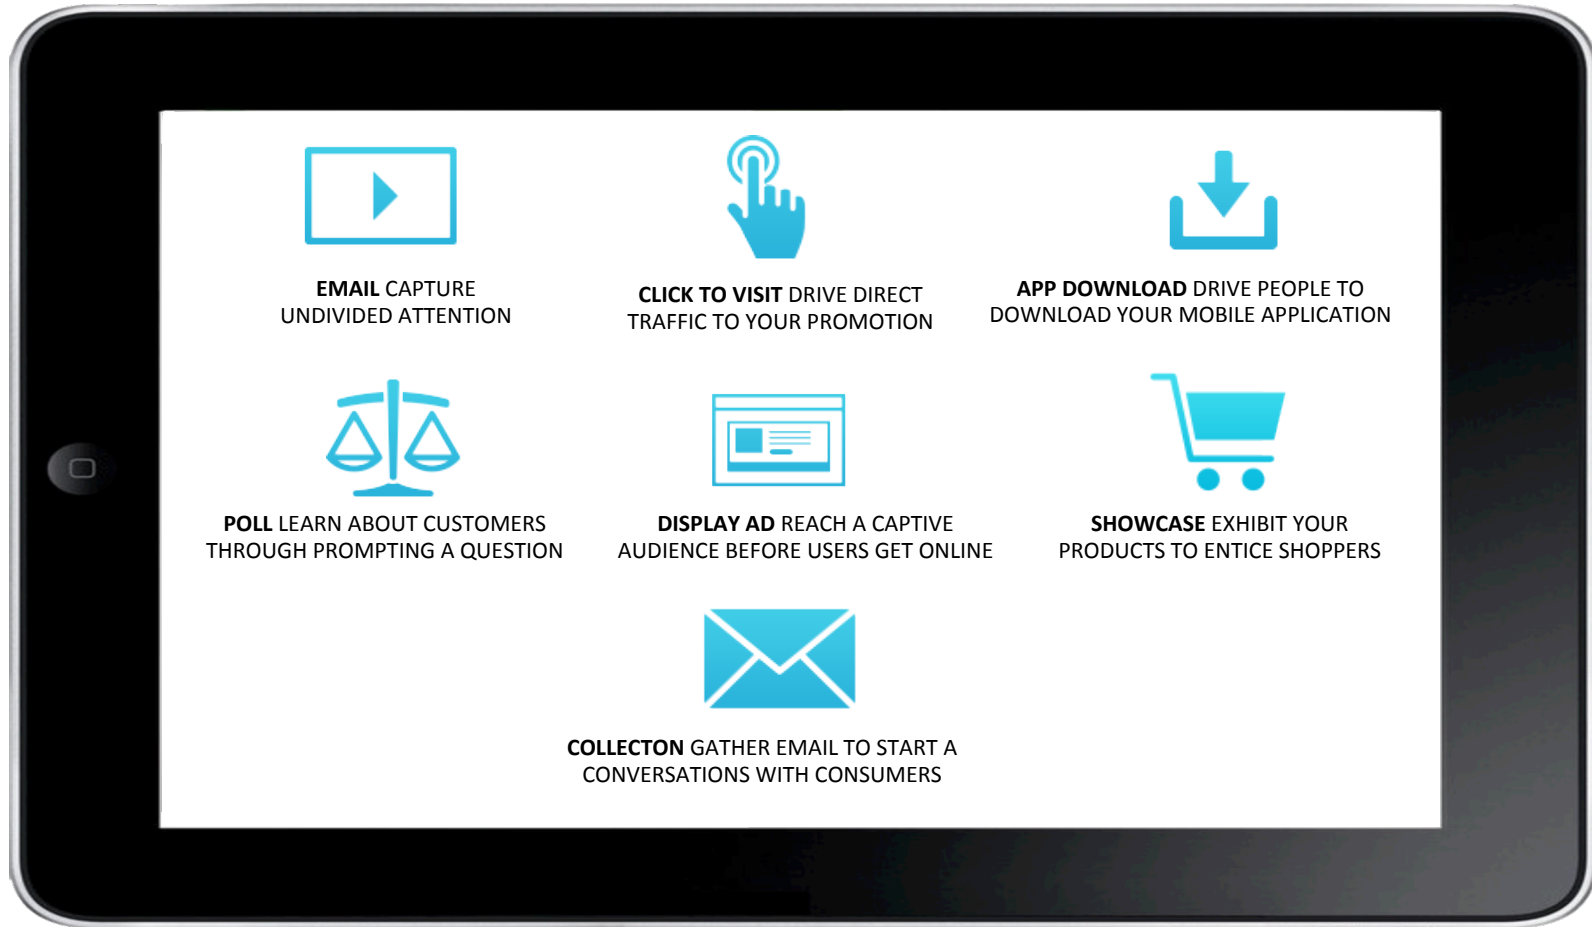 EMAIL CAPTURE
UNDIVIDED ATTENTION
CLICK TO VISIT DRIVE DIRECT
TRAFFIC TO YOUR PROMOTION
APP DOWNLOAD DRIVE PEOPLE TO
DOWNLOAD YOUR MOBILE APPLICATION
POLL LEARN ABOUT CUSTOMERS
THROUGH PROMPTING A QUESTION
DISPLAY AD REACH A CAPTIVE
AUDIENCE BEFORE USERS GET ONLINE
SHOWCASE EXHIBIT YOUR
PRODUCTS TO ENTICE SHOPPERS
COLLECTON GATHER EMAIL TO START A
CONVERSATIONS WITH CONSUMERS